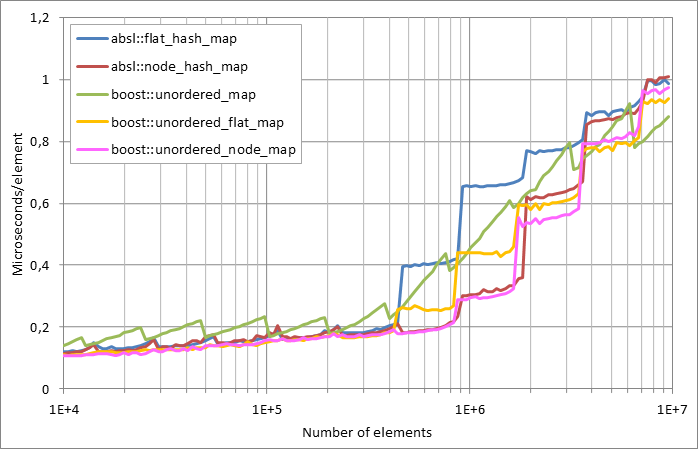 1,2
1
0,8
0,6
0,4
0,2
0
Microseconds/element
absl::flat_hash_map
absl::node_hash_map
boost::unordered_map
boost::unordered_flat_map
boost::unordered_node_map
1E+4 1E+5 1E+6 1E+7
Number of elements